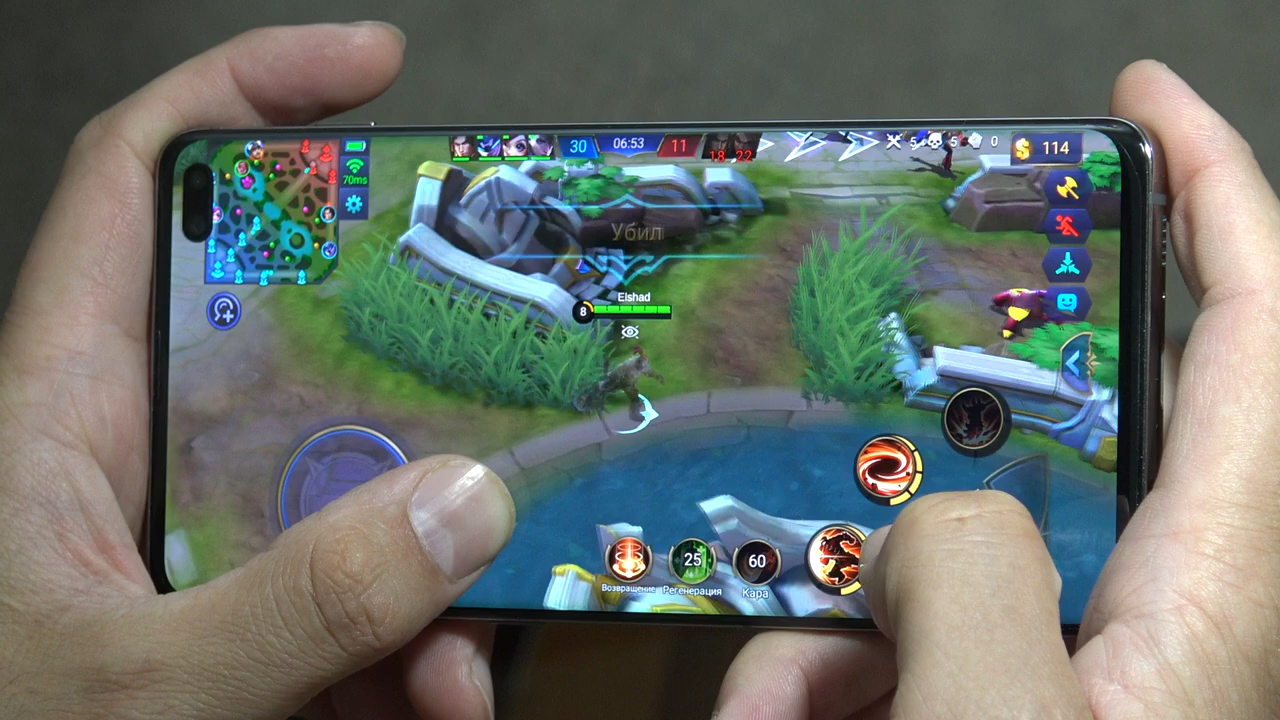 30 06:53 11
18 22
5 5 0
114
70ms
Убил
Elshad
8
25 60
Возвращение Регенерация Кара